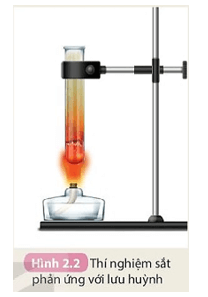 Hình 2.2 Thí nghiệm sắt
phản ứng với lưu huỳnh